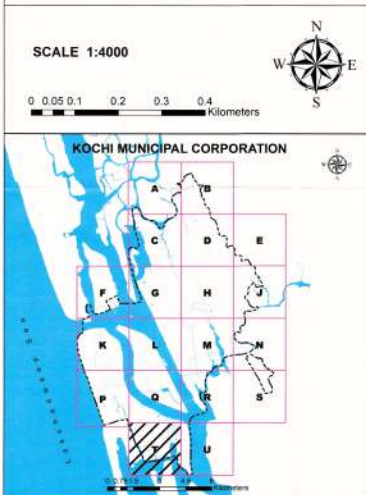 N
SCALE 1:4000
W E
S
0 0.05 0.1 0.2 0.3 0.4
Kilometers
KOCHI MUNICIPAL CORPORATION
A B
C D E
F G H J
K L M N
P Q R S
T U
Kilometers